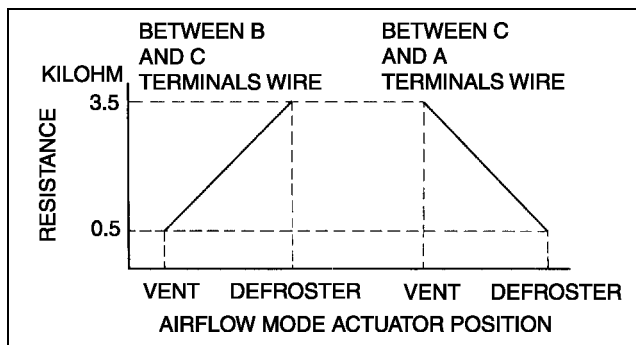 BETWEEN B
AND C
TERMINALS WIRE
BETWEEN C
AND A
TERMINALS WIRE
KILOHM
3.5
0.5
RESISTANCE
VENT
DEFROSTER
VENT
DEFROSTER
AIRFLOW MODE ACTUATOR POSITION